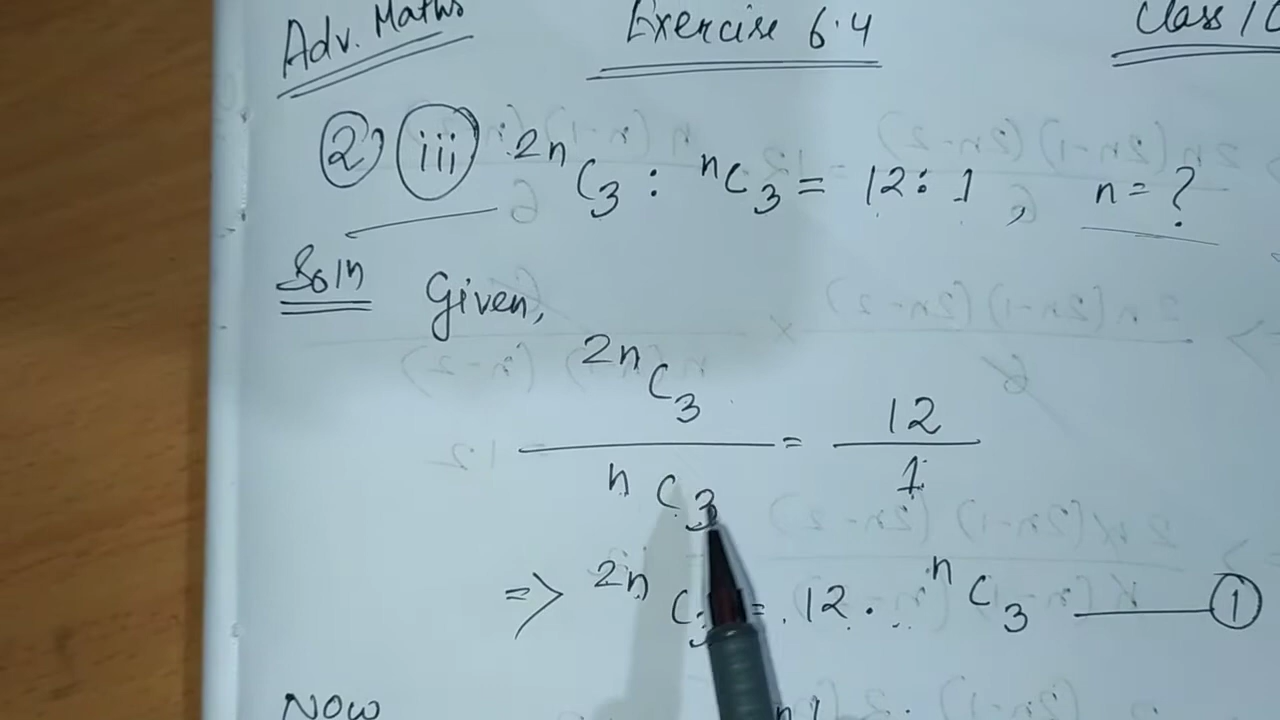 Adv. Maths Exercise 6.4 Class 10
② (iii) ²ⁿC₃ : ⁿC₃ = 12 : 1 , n = ?
Soln Given,
²ⁿC₃ / ⁿC₃ = 12 / 1
=> ²ⁿC₃ = 12 . ⁿC₃ —— ①
Now